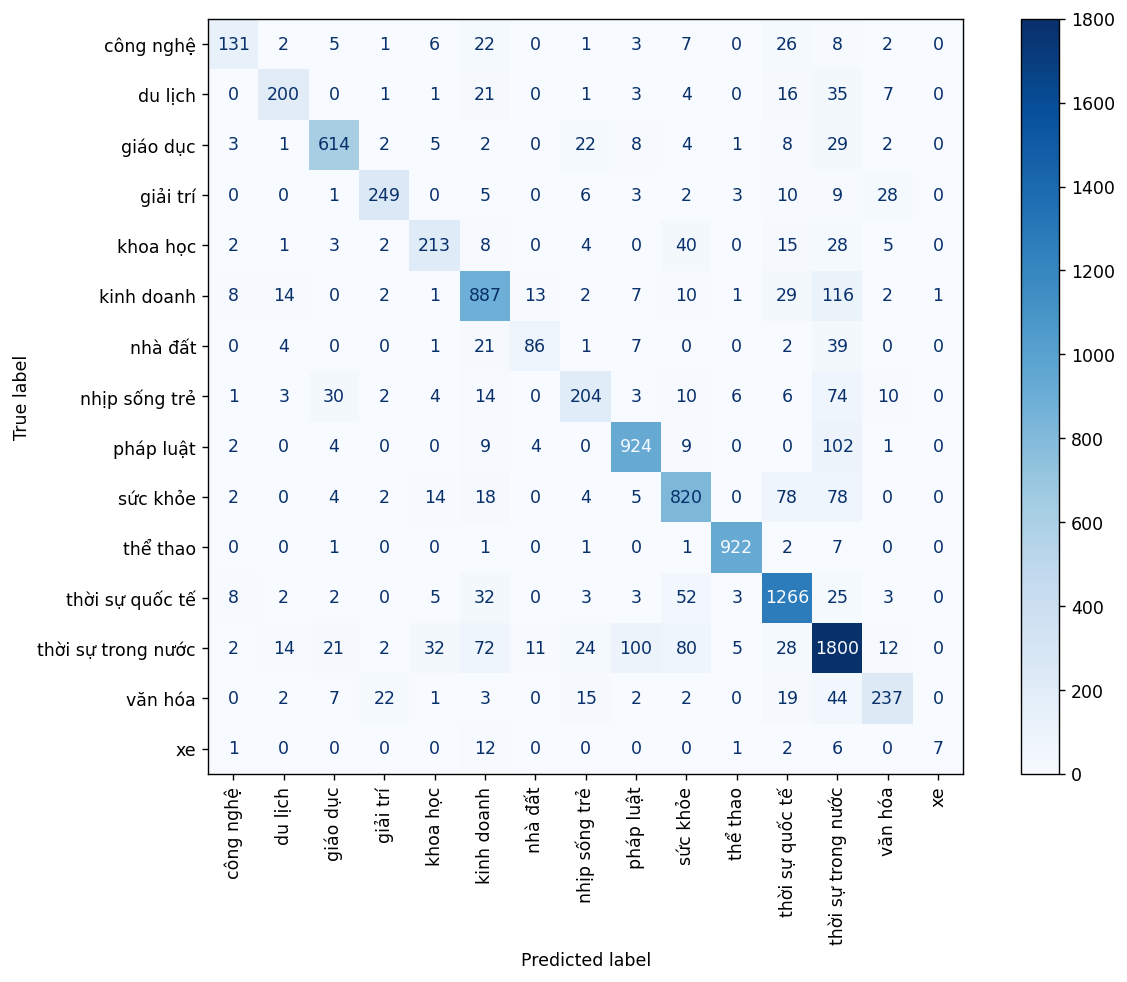 công nghệ 131 2 5 1 6 22 0 1 3 7 0 26 8 2 0
du lịch 0 200 0 1 1 21 0 1 3 4 0 16 35 7 0
giáo dục 3 1 614 2 5 2 0 22 8 4 1 8 29 2 0
giải trí 0 0 1 249 0 5 0 6 3 2 3 10 9 28 0
khoa học 2 1 3 2 213 8 0 4 0 40 0 15 28 5 0
kinh doanh 8 14 0 2 1 887 13 2 7 10 1 29 116 2 1
nhà đất 0 4 0 0 1 21 86 1 7 0 0 2 39 0 0
nhịp sống trẻ 1 3 30 2 4 14 0 204 3 10 6 6 74 10 0
pháp luật 2 0 4 0 0 9 4 0 924 9 0 0 102 1 0
sức khỏe 2 0 4 2 14 18 0 4 5 820 0 78 78 0 0
thể thao 0 0 1 0 0 1 0 1 0 1 922 2 7 0 0
thời sự quốc tế 8 2 2 0 5 32 0 3 3 52 3 1266 25 3 0
thời sự trong nước 2 14 21 2 32 72 11 24 100 80 5 28 1800 12 0
văn hóa 0 2 7 22 1 3 0 15 2 2 0 19 44 237 0
xe 1 0 0 0 0 12 0 0 0 0 1 2 6 0 7
True label
công nghệ
du lịch
giáo dục
giải trí
khoa học
kinh doanh
nhà đất
nhịp sống trẻ
pháp luật
sức khỏe
thể thao
thời sự quốc tế
thời sự trong nước
văn hóa
xe
Predicted label
1800
1600
1400
1200
1000
800
600
400
200
0